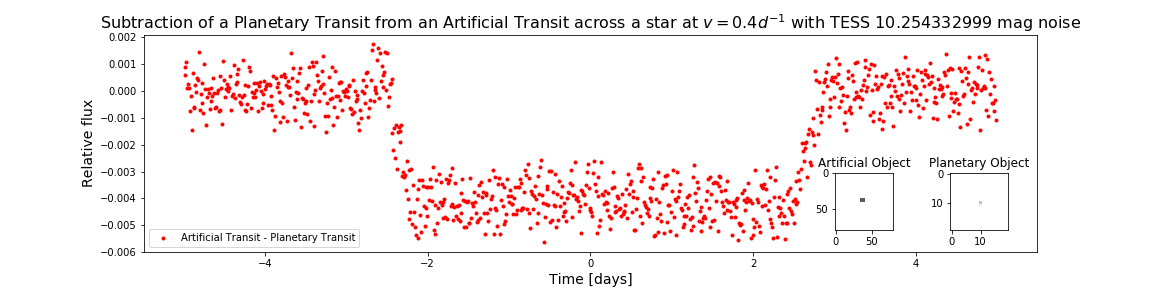 Subtraction of a Planetary Transit from an Artificial Transit across a star at v = 0.4d⁻¹ with TESS 10.254332999 mag noise
Relative flux
0.002
0.001
0.000
−0.001
−0.002
−0.003
−0.004
−0.005
−0.006
Artificial Transit - Planetary Transit
Artificial Object
0
50
0 50
Planetary Object
0
10
0 10
−4 −2 0 2 4
Time [days]